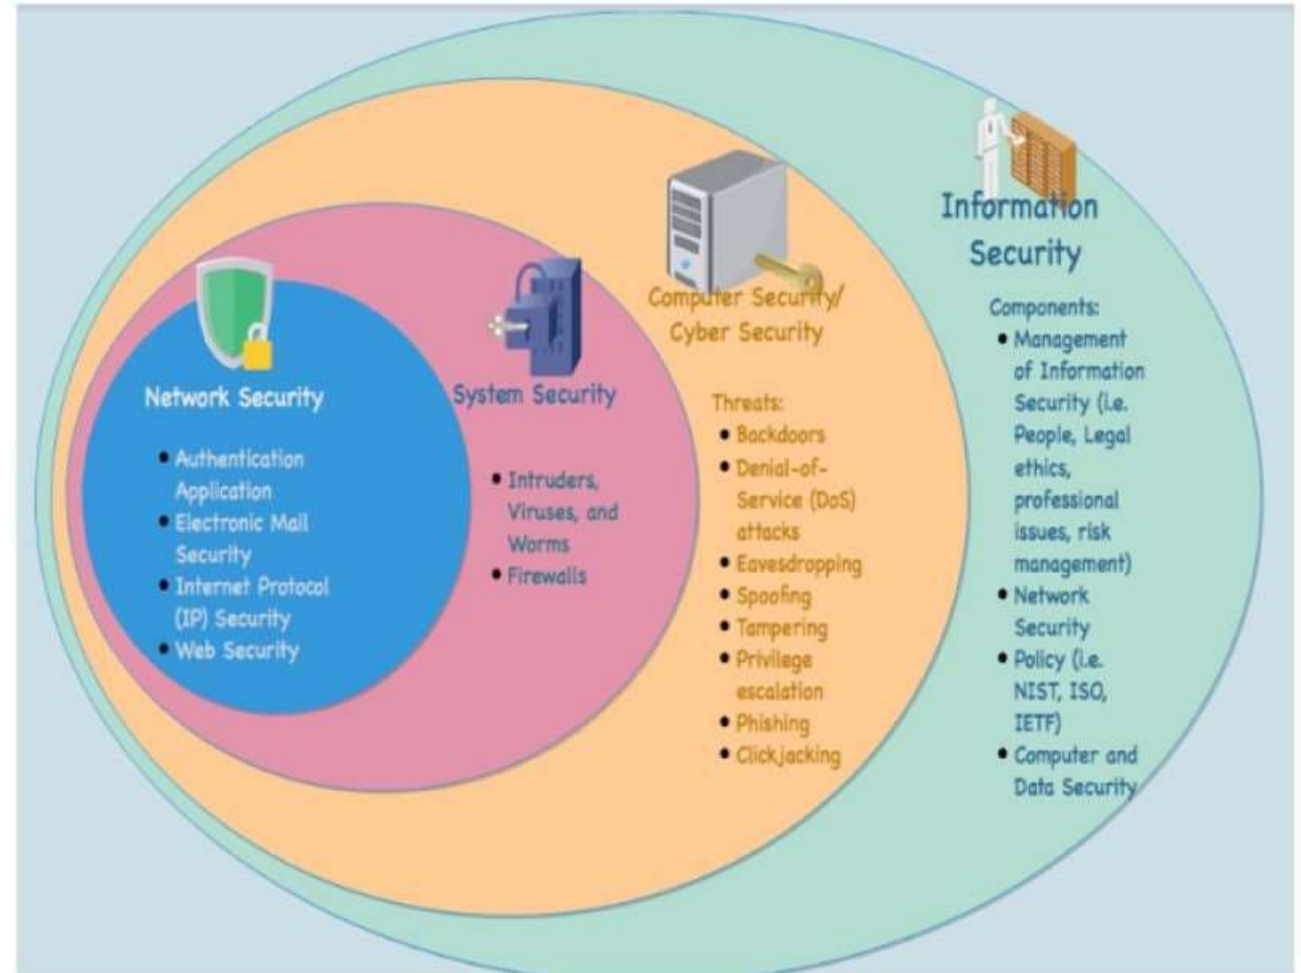 Network Security
• Authentication
Application
• Electronic Mail
Security
• Internet Protocol
(IP) Security
• Web Security
System Security
• Intruders,
Viruses, and
Worms
• Firewalls
Computer Security/
Cyber Security
Threats:
• Backdoors
• Denial-of-
Service (DoS)
attacks
• Eavesdropping
• Spoofing
• Tampering
• Privilege
escalation
• Phishing
• Clickjacking
Information
Security
Components:
• Management
of Information
Security (i.e.
People, Legal
ethics,
professional
issues, risk
management)
• Network
Security
• Policy (i.e.
NIST, ISO,
IETF)
• Computer and
Data Security